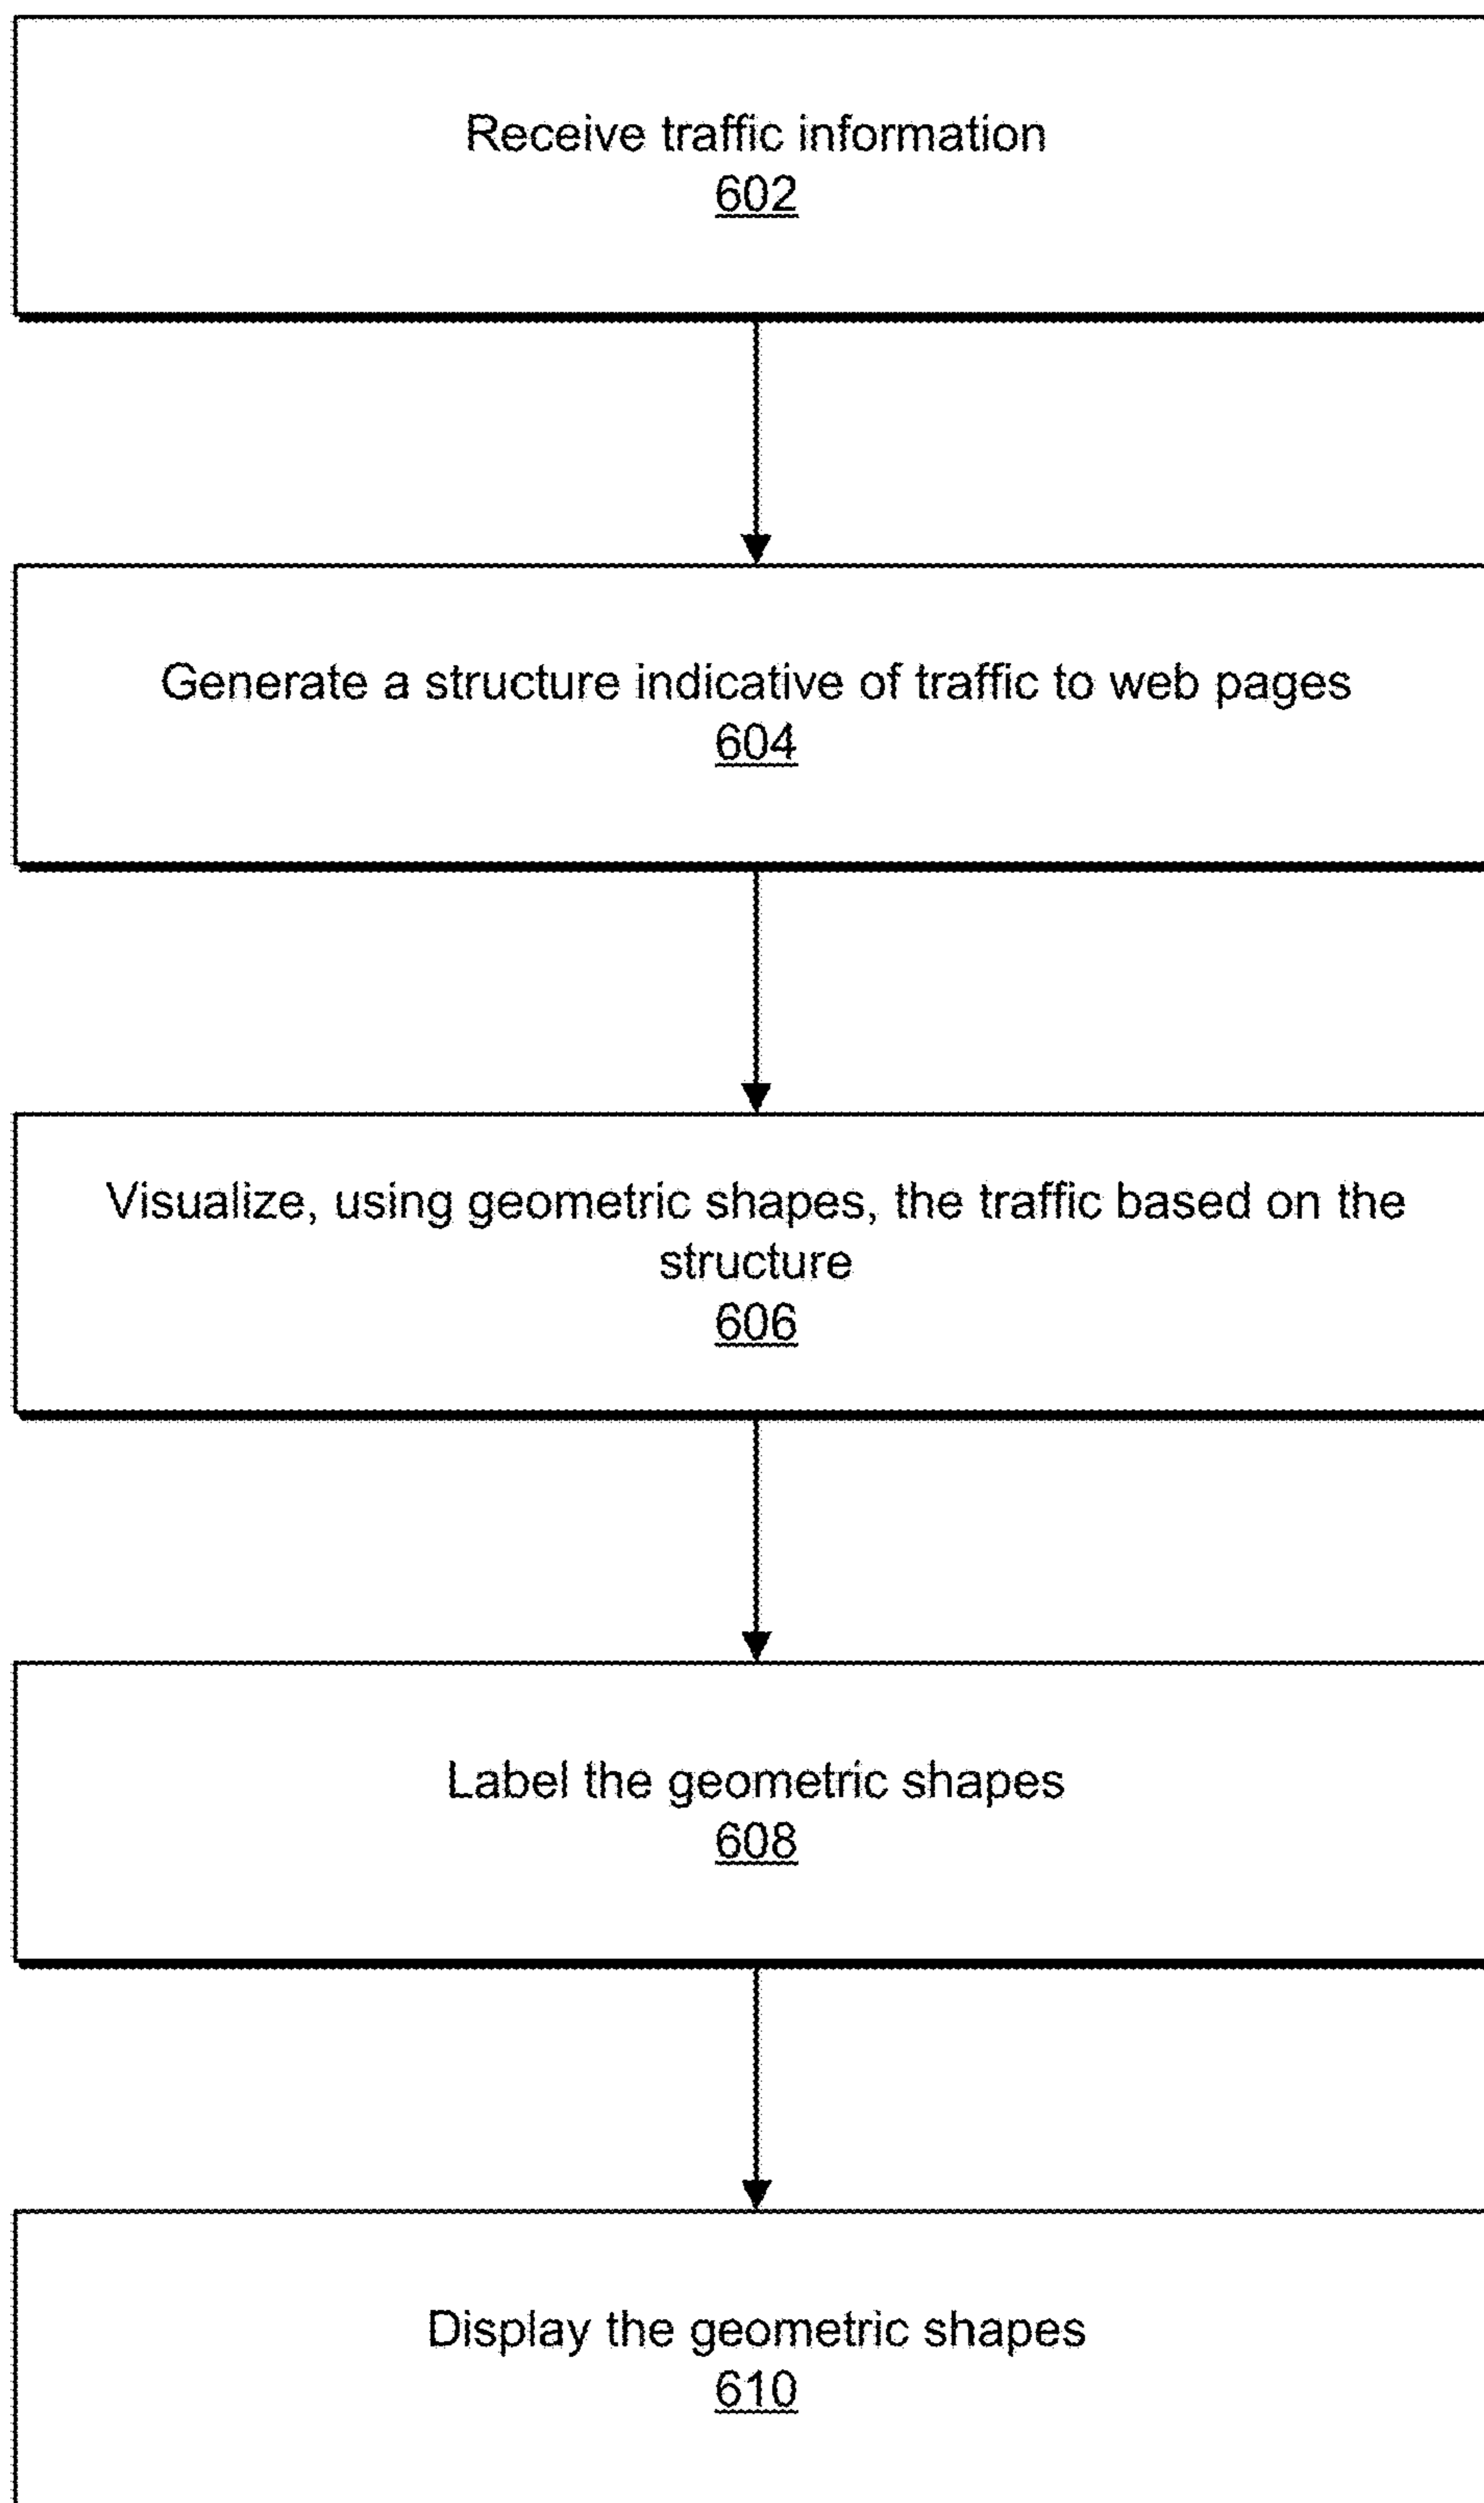 Receive traffic information
602
Generate a structure indicative of traffic to web pages
604
Visualize, using geometric shapes, the traffic based on the
structure
606
Label the geometric shapes
608
Display the geometric shapes
610